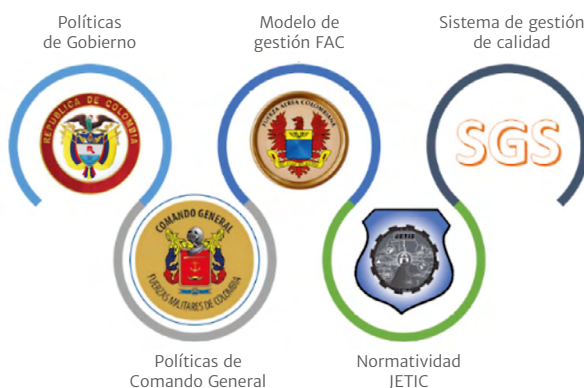 Políticas
de Gobierno
Modelo de
gestión FAC
Sistema de gestión
de calidad
REPUBLICA DE COLOMBIA
FUERZA AEREA COLOMBIANA
SGS
COMANDO GENERAL
FUERZAS MILITARES DE COLOMBIA
Políticas de
Comando General
Normatividad
JETIC